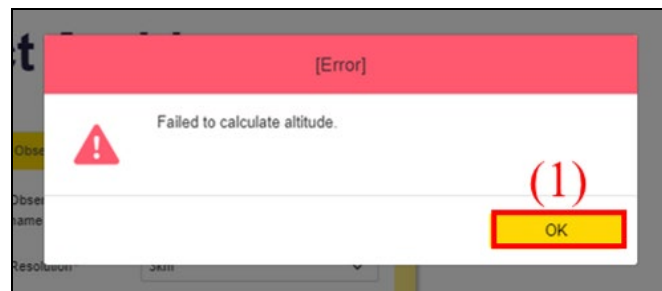 [Error]
Failed to calculate altitude.
(1)
OK
Resolution*